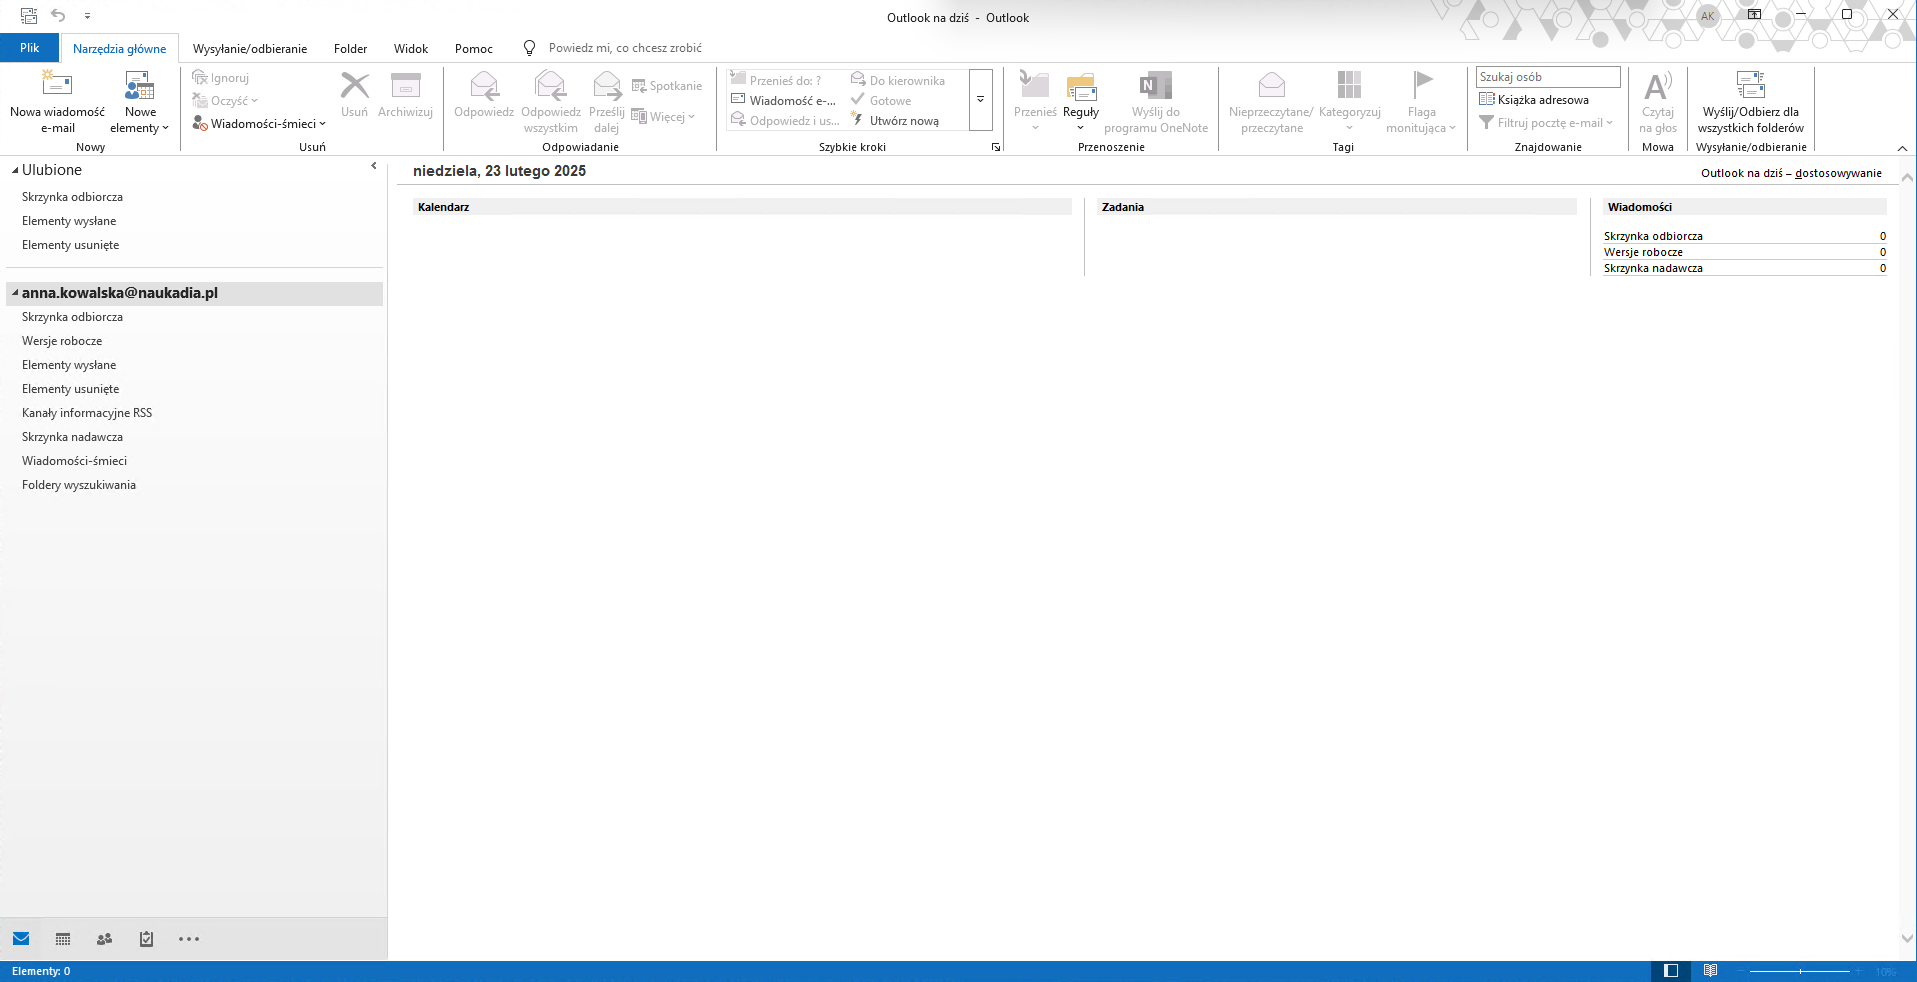 Outlook na dziś - Outlook
AK
Plik
Narzędzia główne
Wysyłanie/odbieranie
Folder
Widok
Pomoc
Powiedz mi, co chcesz zrobić
Nowa wiadomość
e-mail
Nowe
elementy
Nowy
Ignoruj
Oczyść
Wiadomości-śmieci
Usuń
Archiwizuj
Usuń
Odpowiedz
Odpowiedz
wszystkim
Prześlij
dalej
Spotkanie
Więcej
Odpowiadanie
Przenieś do: ?
Wiadomość e-...
Odpowiedz i us...
Do kierownika
Gotowe
Utwórz nową
Szybkie kroki
Przenieś
Reguły
Wyślij do
programu OneNote
Przenoszenie
Nieprzeczytane/
przeczytane
Kategoryzuj
Flaga
monitująca
Tagi
Szukaj osób
Książka adresowa
Filtruj pocztę e-mail
Znajdowanie
Czytaj
na głos
Mowa
Wyślij/Odbierz dla
wszystkich folderów
Wysyłanie/odbieranie
Ulubione
Skrzynka odbiorcza
Elementy wysłane
Elementy usunięte
anna.kowalska@naukadia.pl
Skrzynka odbiorcza
Wersje robocze
Elementy wysłane
Elementy usunięte
Kanały informacyjne RSS
Skrzynka nadawcza
Wiadomości-śmieci
Foldery wyszukiwania
niedziela, 23 lutego 2025
Outlook na dziś – dostosowywanie
Kalendarz
Zadania
Wiadomości
Skrzynka odbiorcza 0
Wersje robocze 0
Skrzynka nadawcza 0
Elementy: 0
10%